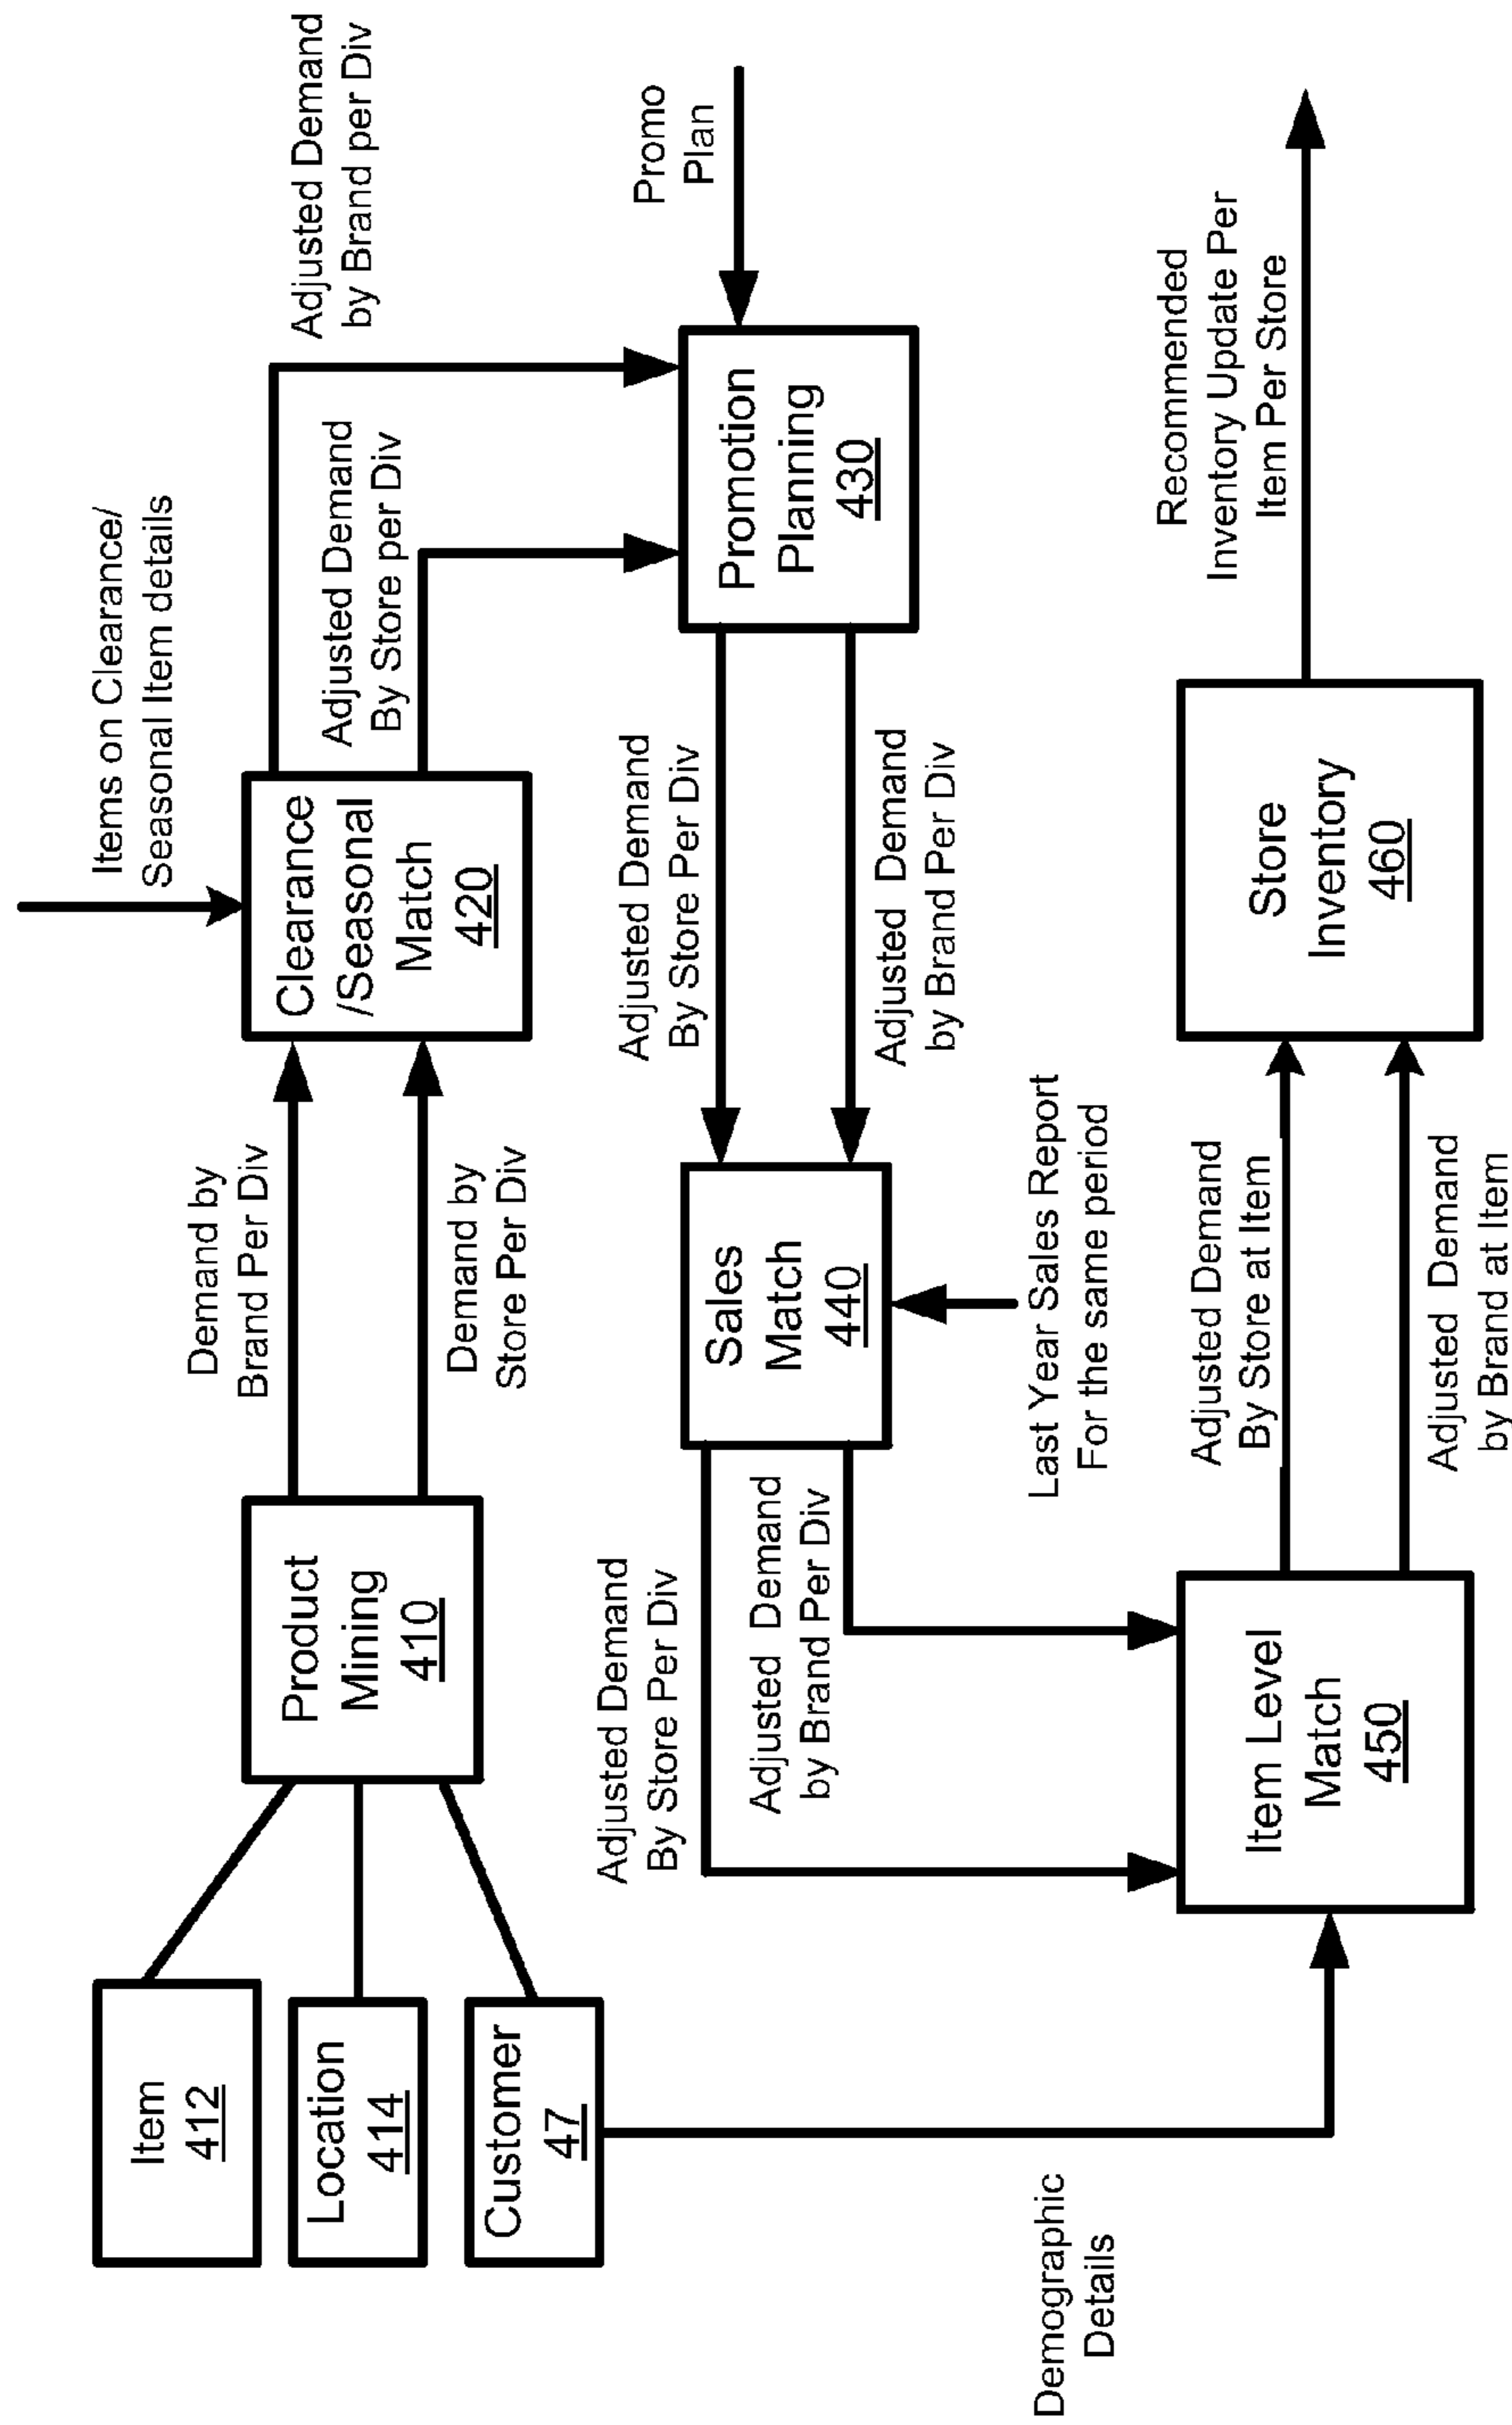 Item
412
Location
414
Customer
47
Product
Mining
410
Demand by
Brand Per Div
Demand by
Store Per Div
Items on Clearance/
Seasonal Item details
Clearance
/Seasonal
Match
420
Adjusted Demand
by Brand per Div
Adjusted Demand
By Store per Div
Promo
Plan
Promotion
Planning
430
Adjusted Demand
By Store Per Div
Adjusted Demand
by Brand Per Div
Sales
Match
440
Last Year Sales Report
For the same period
Adjusted Demand
By Store Per Div
Adjusted Demand
by Brand Per Div
Demographic
Details
Item Level
Match
450
Adjusted Demand
By Store at Item
Adjusted Demand
by Brand at Item
Store
Inventory
460
Recommended
Inventory Update Per
Item Per Store